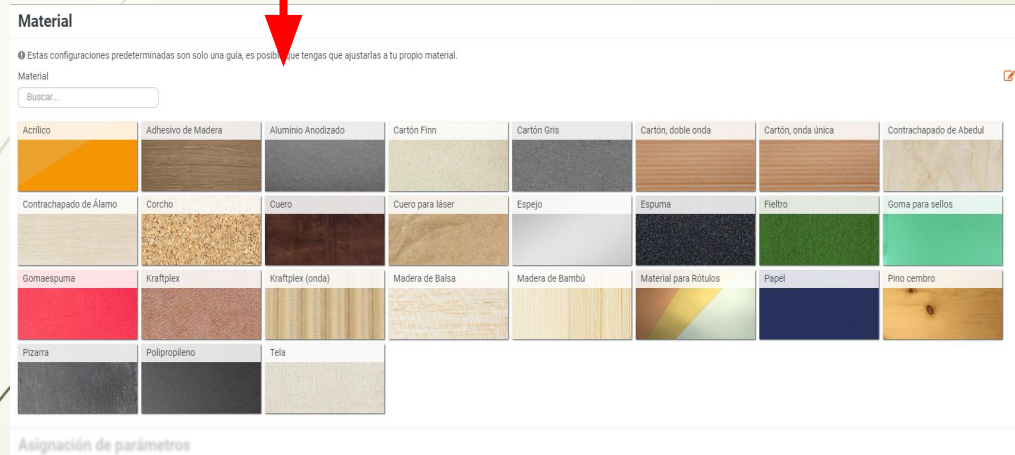 Material
Estas configuraciones predeterminadas son solo una guía, es posible que tengas que ajustarlas a tu propio material.
Material
Buscar...
Acrílico Adhesivo de Madera Aluminio Anodizado Cartón Finn Cartón Gris Cartón, doble onda Cartón, onda única Contrachapado de Abedul
Contrachapado de Álamo Corcho Cuero Cuero para láser Espejo Espuma Fieltro Goma para sellos
Gomaespuma Kraftplex Kraftplex (onda) Madera de Balsa Madera de Bambú Material para Rótulos Papel Pino cembro
Pizarra Polipropileno Tela
Asignación de parámetros